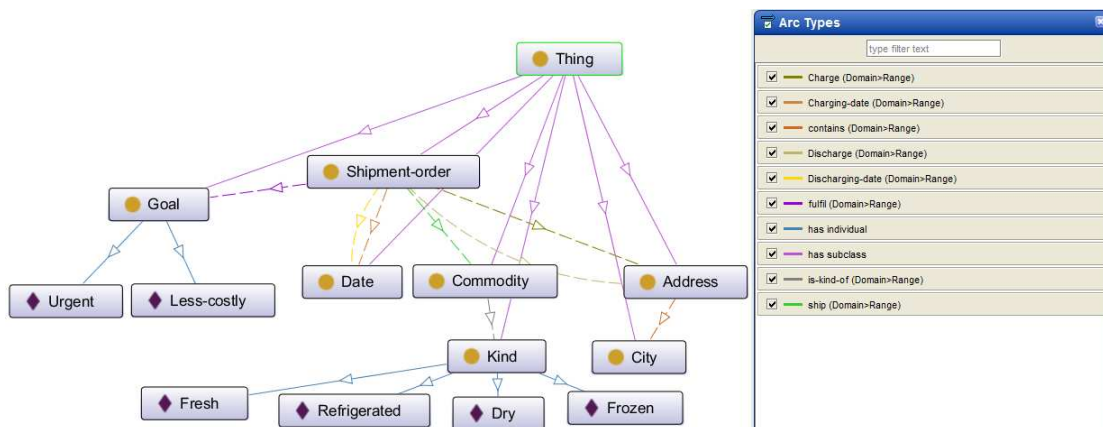 Thing
Shipment-order
Goal
Date
Commodity
Address
Urgent
Less-costly
Kind
City
Fresh
Refrigerated
Dry
Frozen
Arc Types
type filter text
Charge (Domain>Range)
Charging-date (Domain>Range)
contains (Domain>Range)
Discharge (Domain>Range)
Discharging-date (Domain>Range)
fulfil (Domain>Range)
has individual
has subclass
is-kind-of (Domain>Range)
ship (Domain>Range)